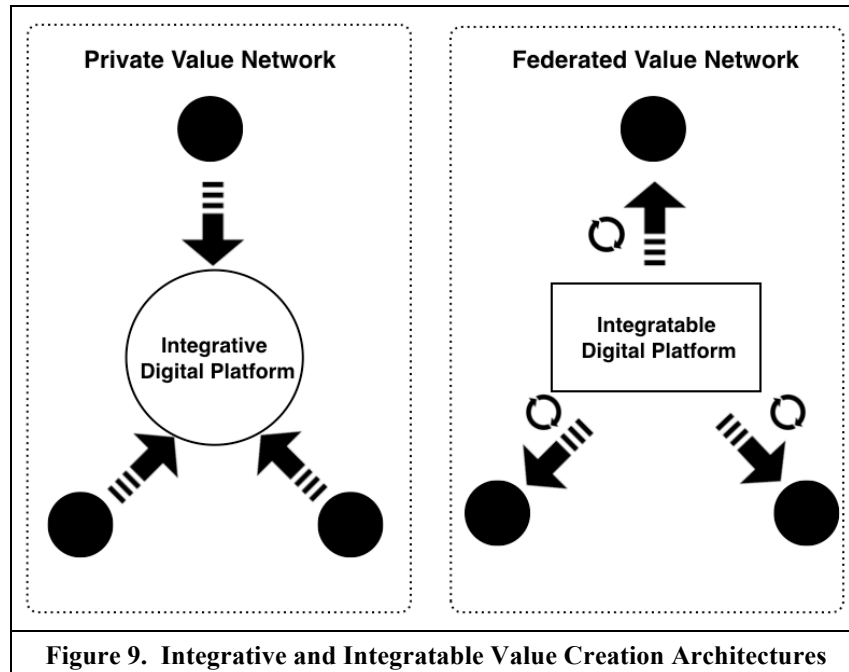 Private Value Network
Integrative
Digital Platform
Federated Value Network
Integratable
Digital Platform
Figure 9. Integrative and Integratable Value Creation Architectures